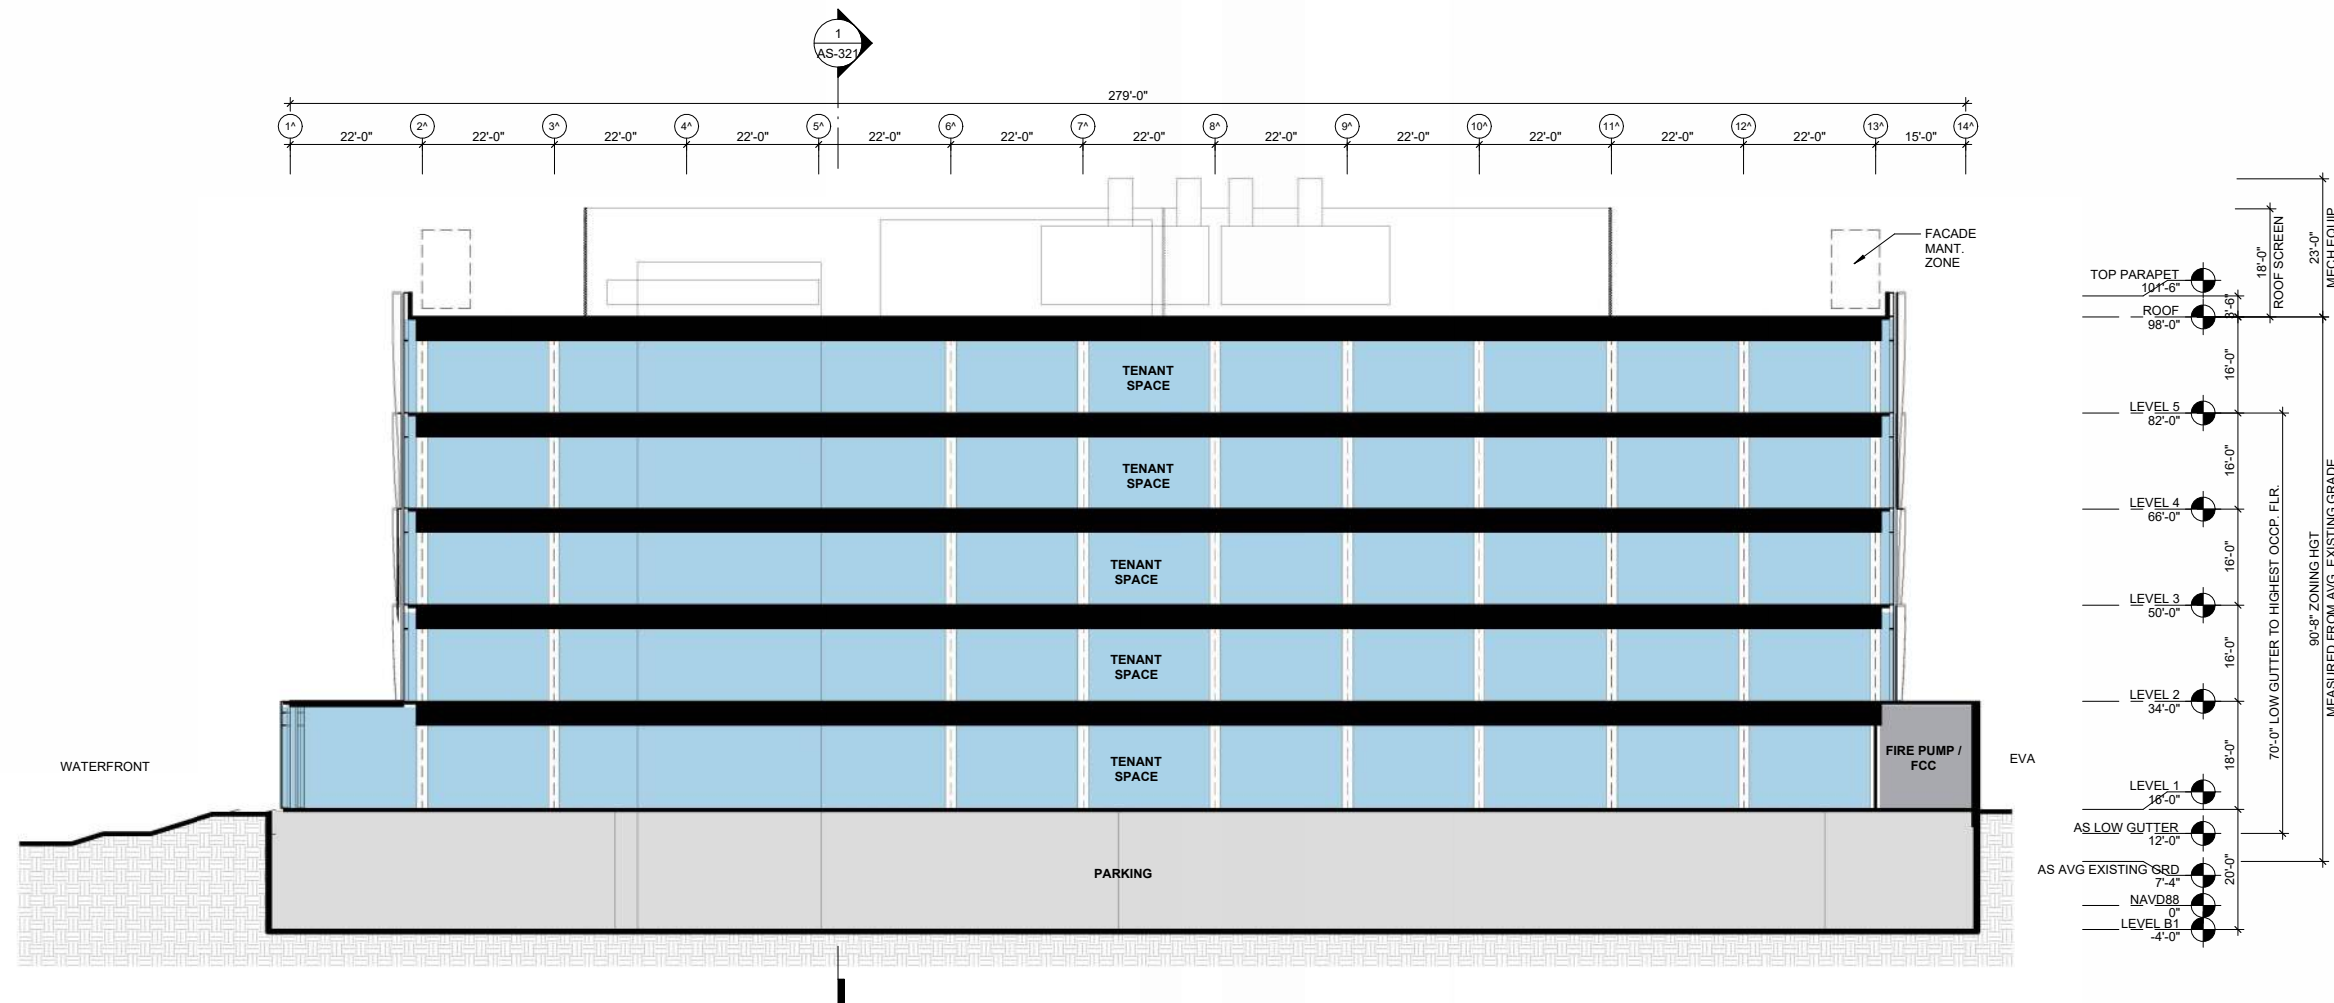 1
AS-321
279'-0"
1^ 2^ 3^ 4^ 5^ 6^ 7^ 8^ 9^ 10^ 11^ 12^ 13^ 14^
22'-0" 22'-0" 22'-0" 22'-0" 22'-0" 22'-0" 22'-0" 22'-0" 22'-0" 22'-0" 22'-0" 22'-0" 15'-0"
FACADE
MANT.
ZONE
TENANT
SPACE
TENANT
SPACE
TENANT
SPACE
TENANT
SPACE
TENANT
SPACE
FIRE PUMP /
FCC
WATERFRONT
EVA
PARKING
TOP PARAPET
101'-6"
ROOF
98'-0"
LEVEL 5
82'-0"
LEVEL 4
66'-0"
LEVEL 3
50'-0"
LEVEL 2
34'-0"
LEVEL 1
16'-0"
AS LOW GUTTER
12'-0"
AS AVG EXISTING GRD
7'-4"
NAVD88
0"
LEVEL B1
-4'-0"
3'-6"
16'-0"
16'-0"
16'-0"
16'-0"
18'-0"
20'-0"
18'-0"
ROOF SCREEN
23'-0"
MECH EQUIP
70'-0" LOW GUTTER TO HIGHEST OCCP. FLR.
90'-8" ZONING HGT
MEASURED FROM AVG. EXISTING GRADE